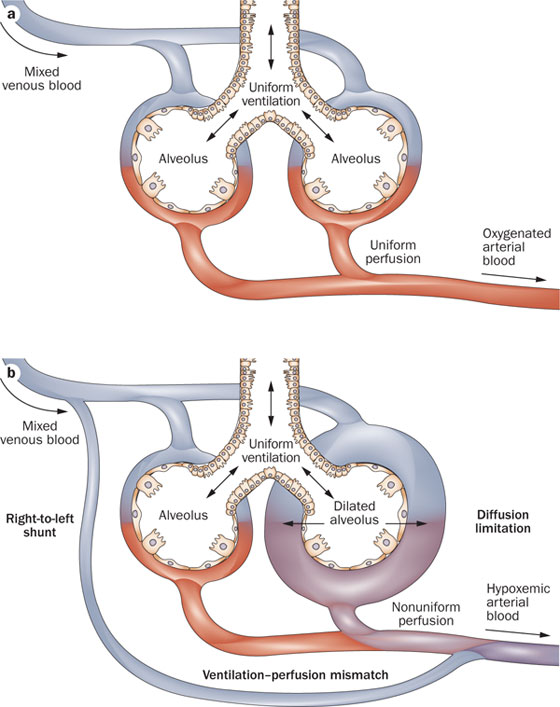 a
Mixed
venous blood
Uniform
ventilation
Alveolus
Alveolus
Uniform
perfusion
Oxygenated
arterial
blood
b
Mixed
venous blood
Uniform
ventilation
Right-to-left
shunt
Alveolus
Dilated
alveolus
Diffusion
limitation
Nonuniform
perfusion
Hypoxemic
arterial
blood
Ventilation–perfusion mismatch